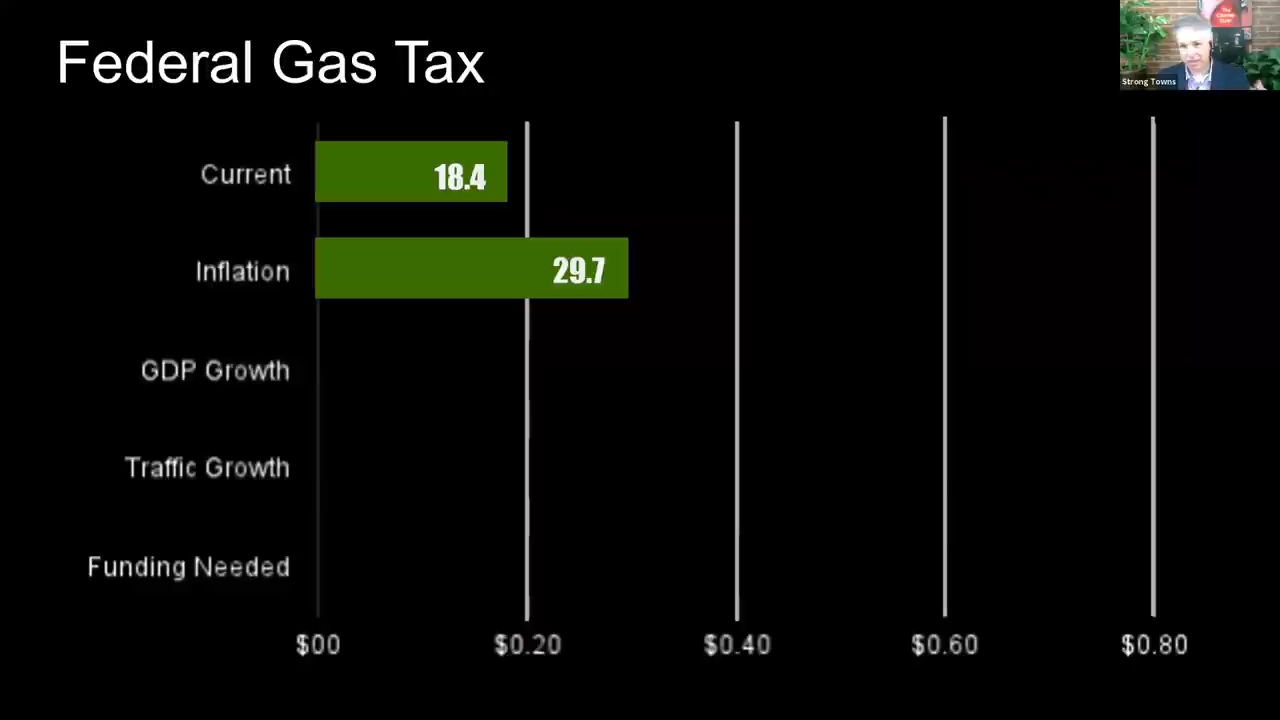 Federal Gas Tax
Strong Towns
Current
18.4
Inflation
29.7
GDP Growth
Traffic Growth
Funding Needed
$00
$0.20
$0.40
$0.60
$0.80